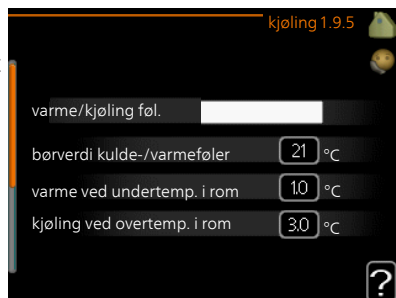 kjøling 1.9.5
varme/kjøling føl.
børverdi kulde-/varmeføler 21 °C
varme ved undertemp. i rom 1.0 °C
kjøling ved overtemp. i rom 3.0 °C
?